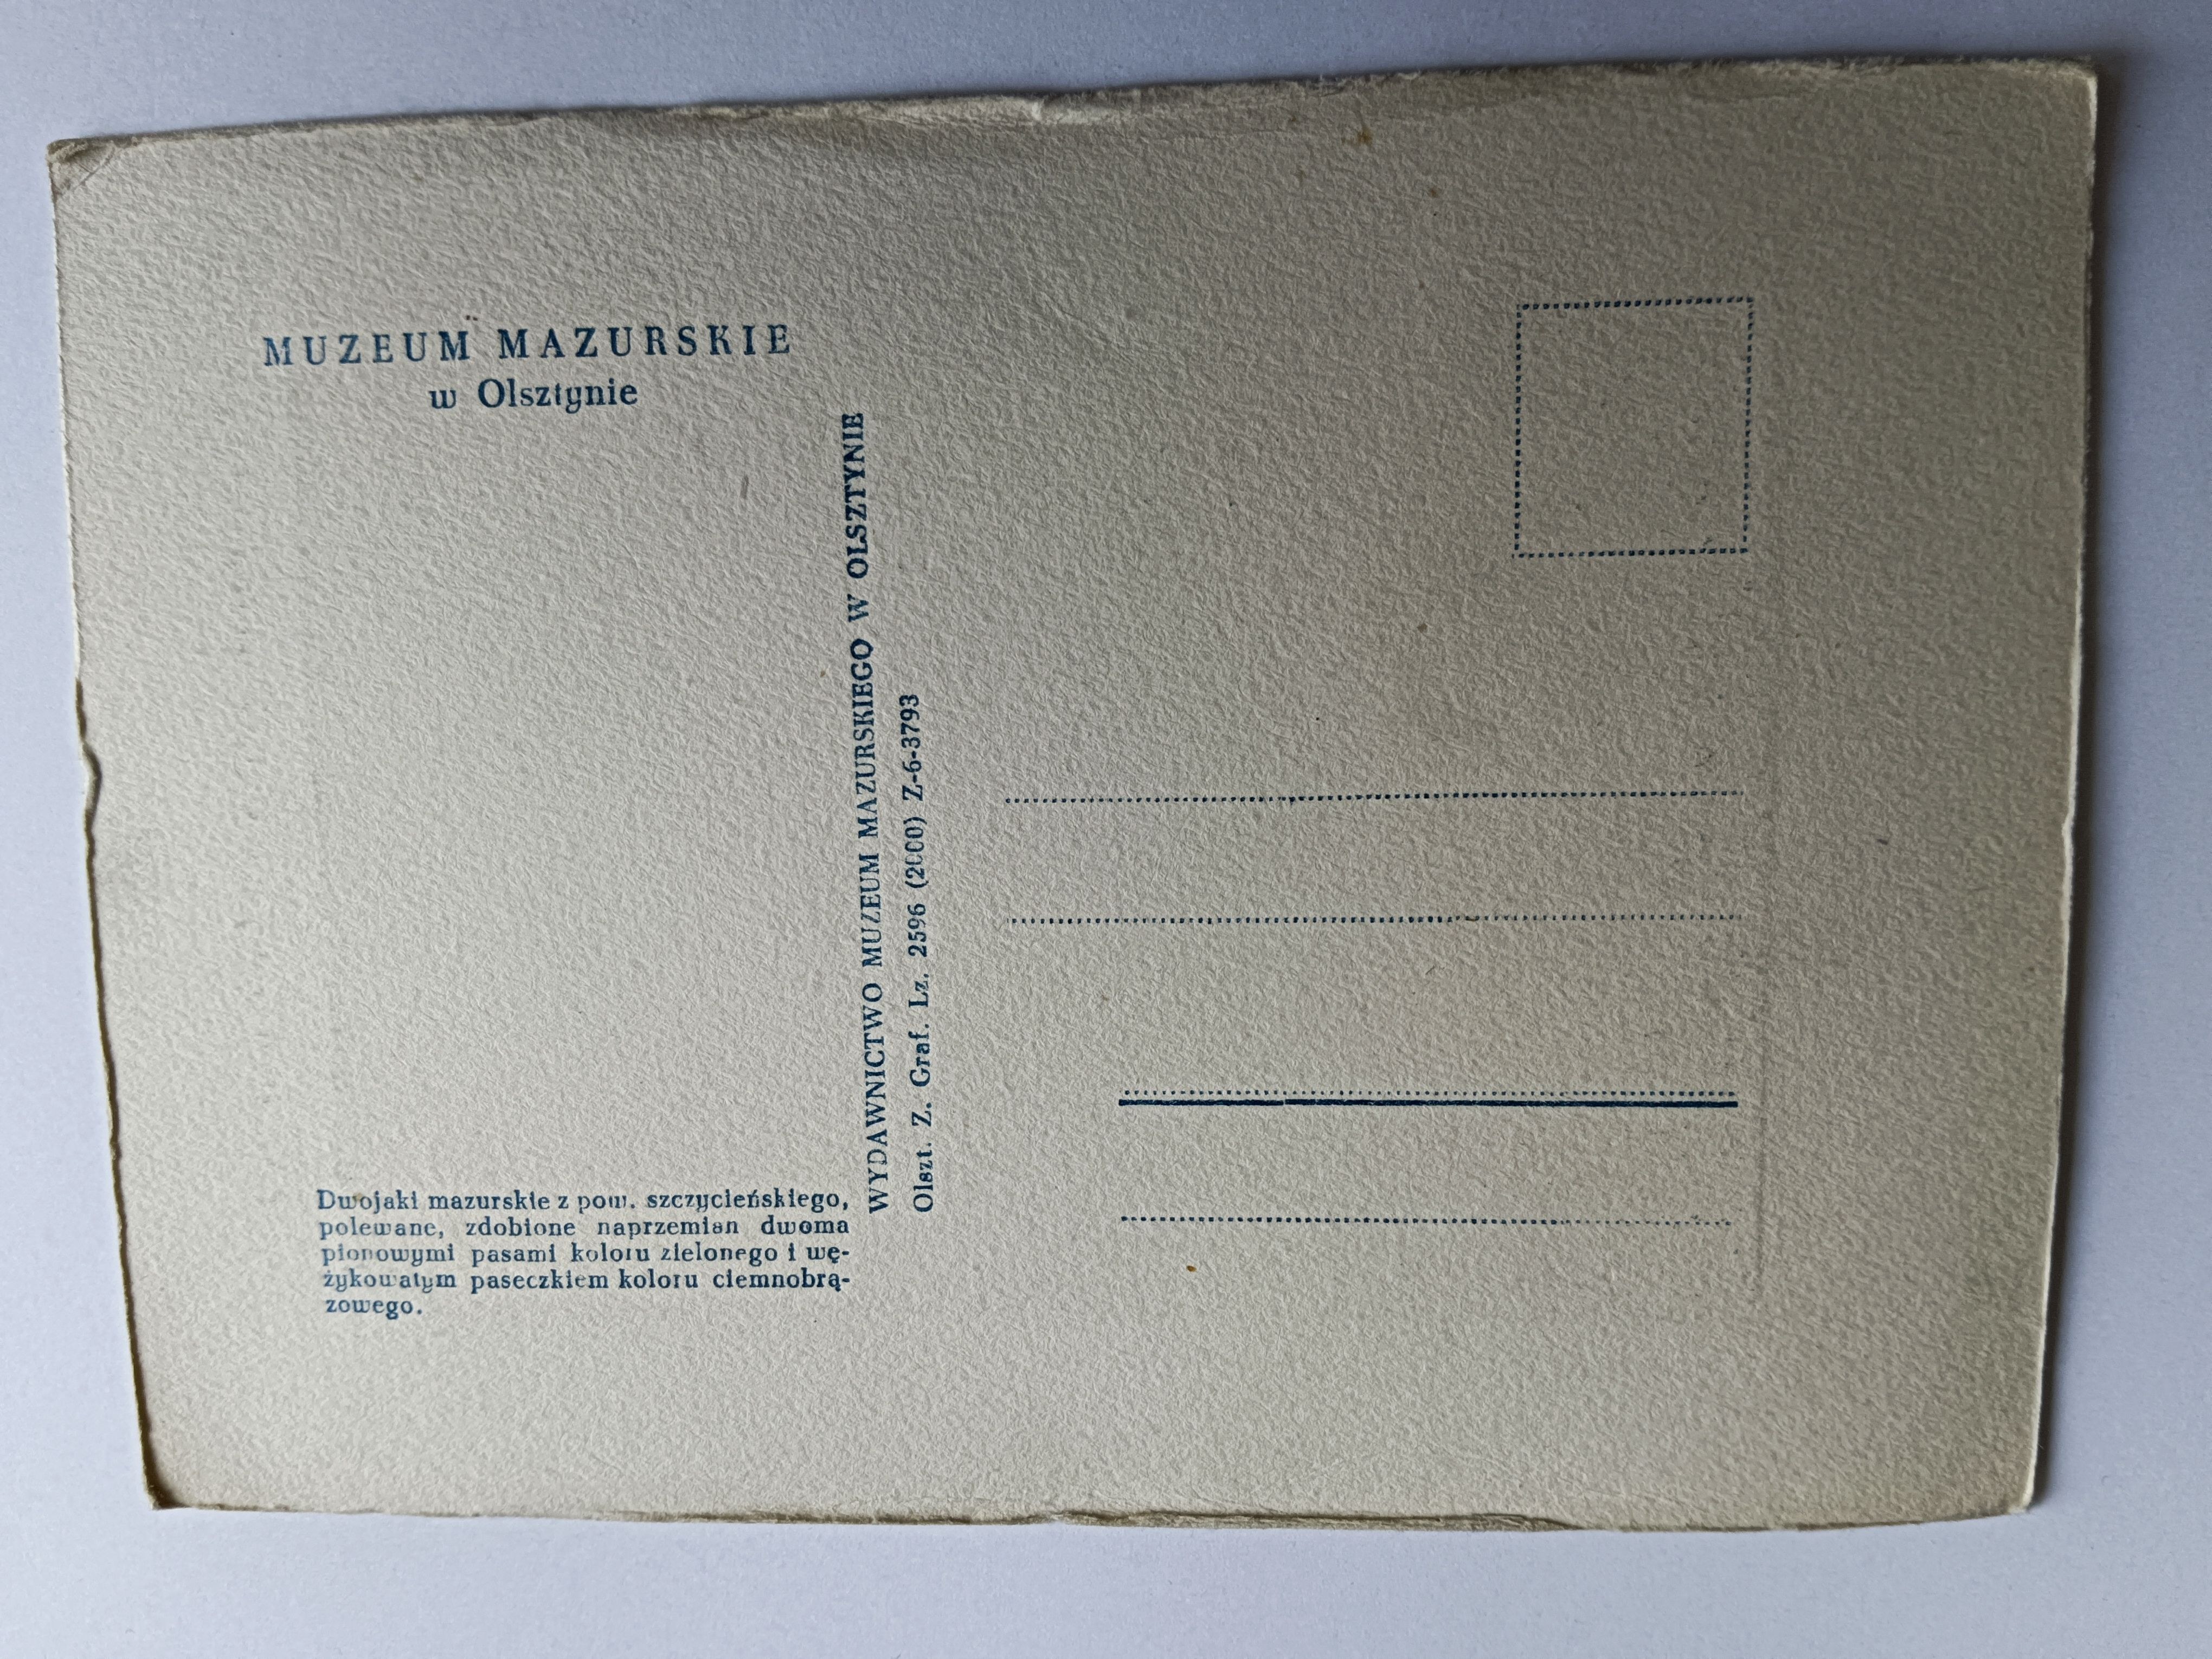 MUZEUM MAZURSKIE
w Olsztynie
WYDAWNICTWO MUZEUM MAZURSKIEGO W OLSZTYNIE
Olszt. Z. Graf. Lz. 2596 (2000) Z-6-3793
Dwojaki mazurskie z pow. szczycieńskiego,
polewane, zdobione naprzemian dwoma
pionowymi pasami koloru zielonego i wę-
żykowatym paseczkiem koloru ciemnobrą-
zowego.